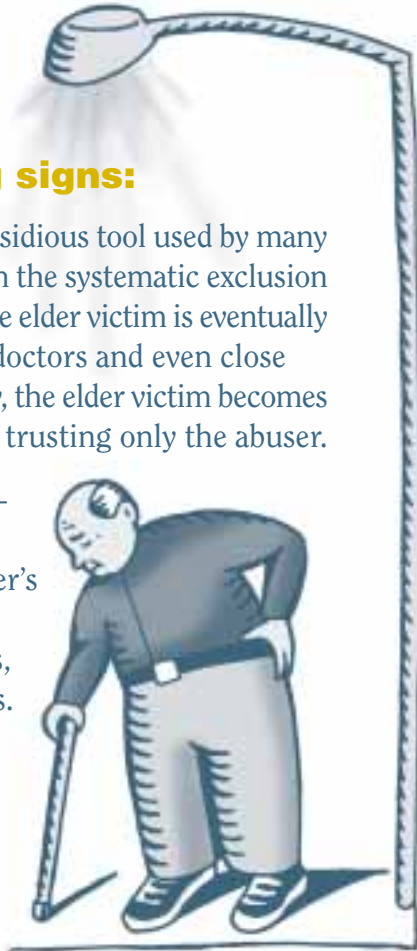 signs:
sidious tool used by many
the systematic exclusion
e elder victim is eventually
doctors and even close
, the elder victim becomes
trusting only the abuser.
–
er’s
,
s.